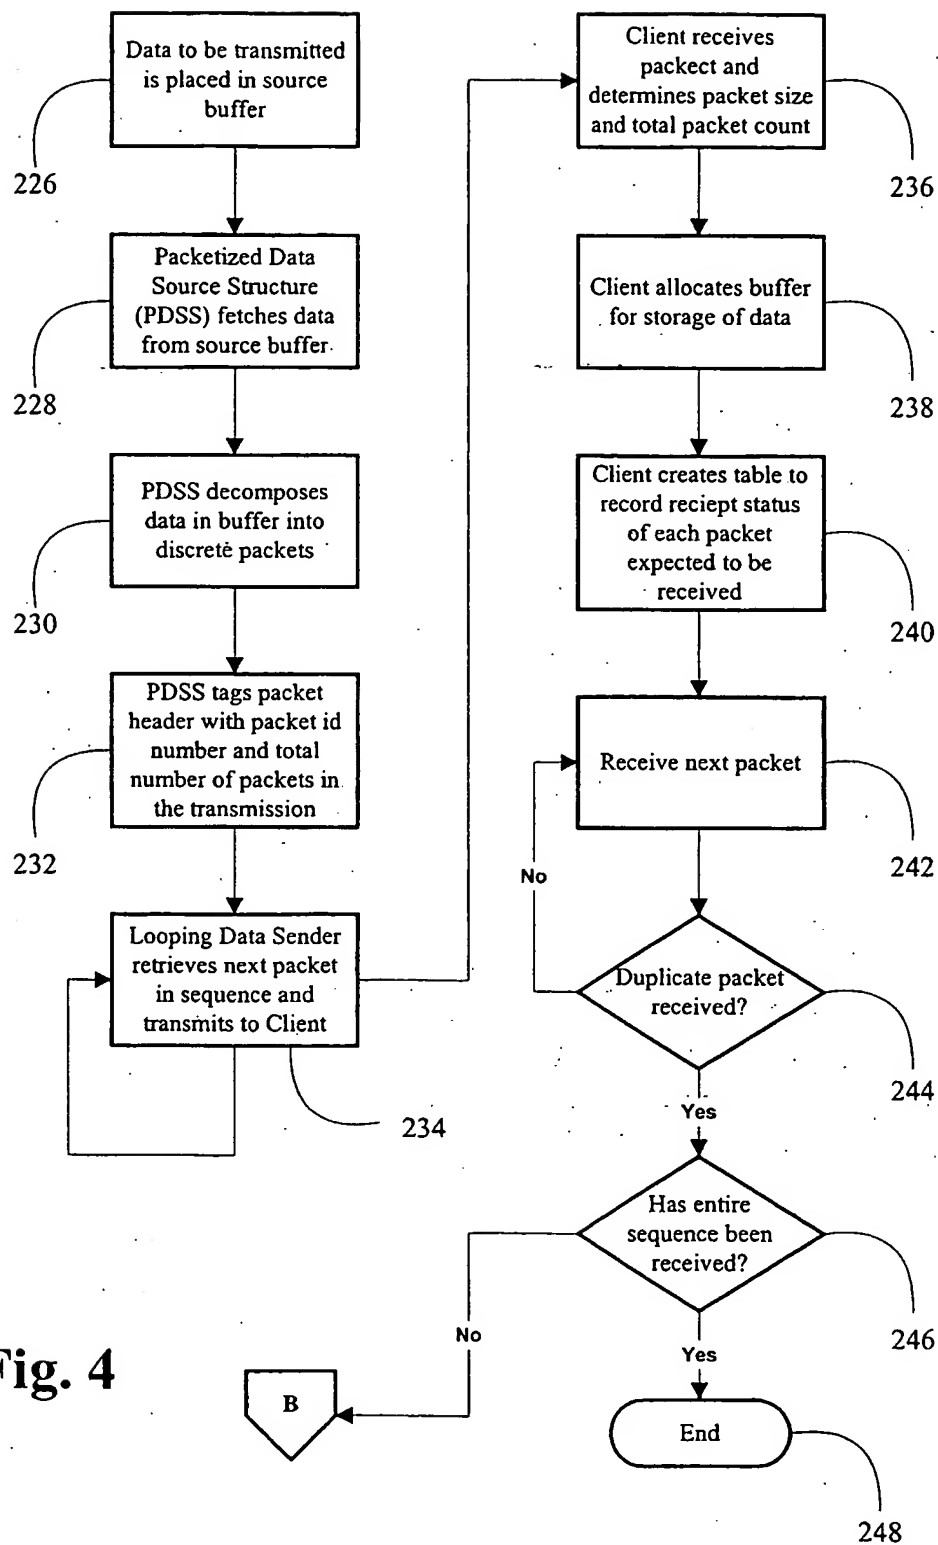 Data to be transmitted
is placed in source
buffer
226
Packetized Data
Source Structure
(PDSS) fetches data
from source buffer
228
PDSS decomposes
data in buffer into
discrete packets
230
PDSS tags packet
header with packet id
number and total
number of packets in
the transmission
232
Looping Data Sender
retrieves next packet
in sequence and
transmits to Client
234
Client receives
packect and
determines packet size
and total packet count
236
Client allocates buffer
for storage of data
238
Client creates table to
record reciept status
of each packet
expected to be
received
240
Receive next packet
242
No
Duplicate packet
received?
244
Yes
Has entire
sequence been
received?
246
No
Yes
B
End
248
Fig. 4